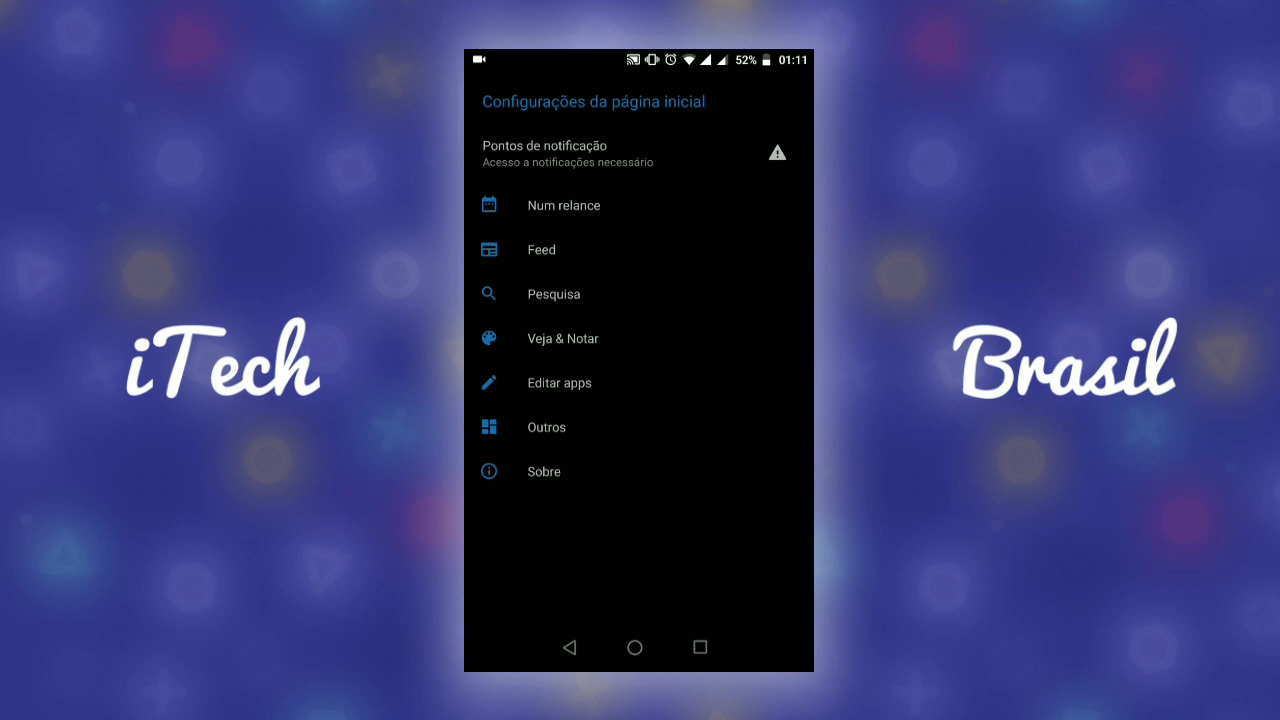 52% 01:11
Configurações da página inicial
Pontos de notificação
Acesso a notificações necessário
Num relance
Feed
Pesquisa
Veja & Notar
Editar apps
Outros
Sobre
iTech
Brasil